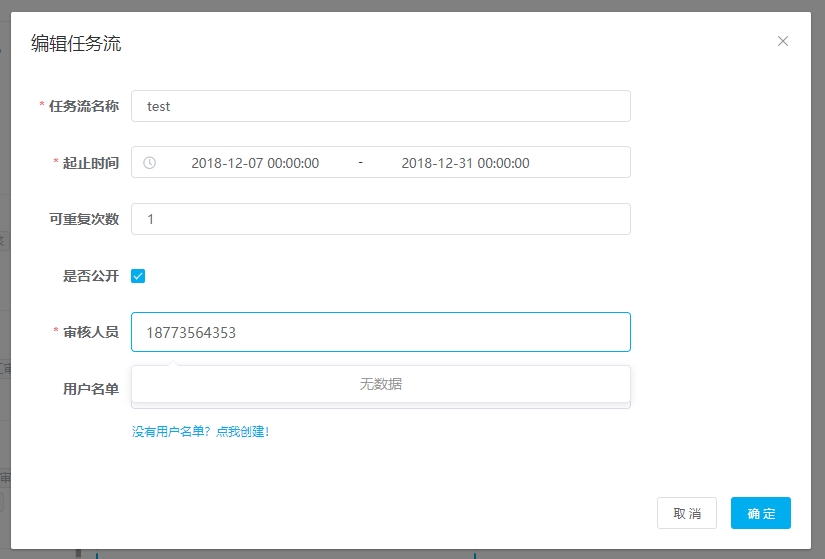 编辑任务流
* 任务流名称 test
* 起止时间 2018-12-07 00:00:00 - 2018-12-31 00:00:00
可重复次数 1
是否公开
* 审核人员 18773564353
用户名单 无数据
没有用户名单？点我创建！
取 消 确 定